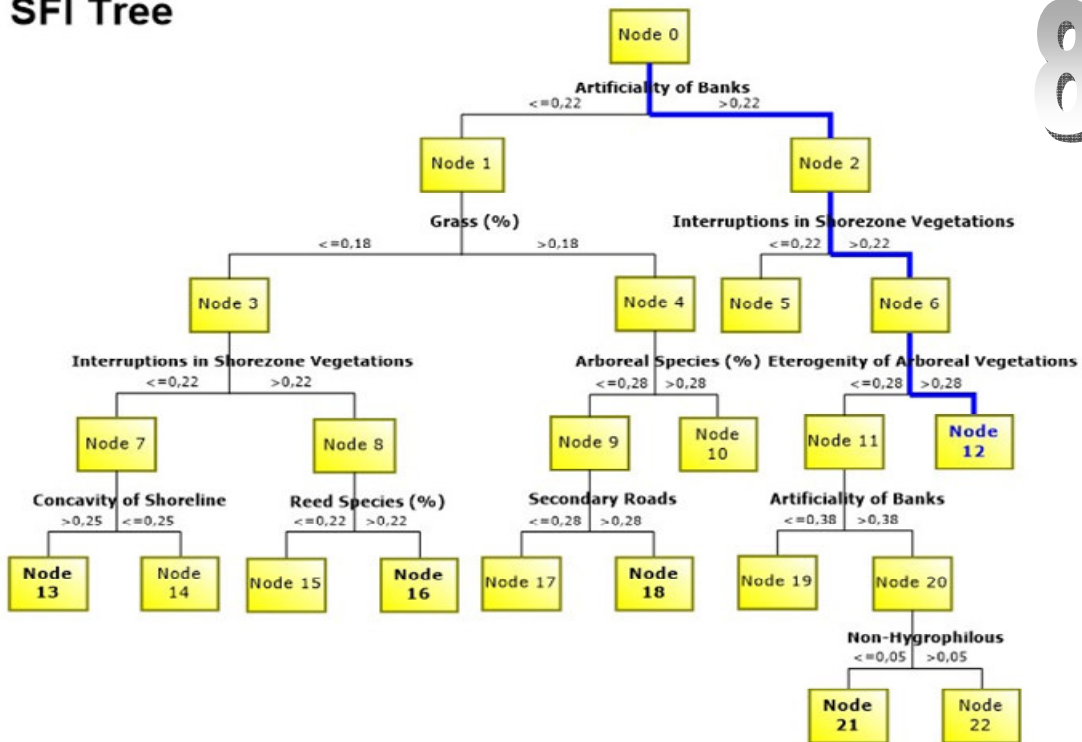 SFI Tree
8
Node 0
Artificiality of Banks
<=0,22 >0,22
Node 1 Node 2
Grass (%) Interruptions in Shorezone Vegetations
<=0,18 >0,18 <=0,22 >0,22
Node 3 Node 4 Node 5 Node 6
Interruptions in Shorezone Vegetations Arboreal Species (%) Eterogenity of Arboreal Vegetations
<=0,22 >0,22 <=0,28 >0,28 <=0,28 >0,28
Node 7 Node 8 Node 9 Node 10 Node 11 Node 12
Concavity of Shoreline Reed Species (%) Secondary Roads Artificiality of Banks
>0,25 <=0,25 <=0,22 >0,22 <=0,28 >0,28 <=0,38 >0,38
Node 13 Node 14 Node 15 Node 16 Node 17 Node 18 Node 19 Node 20
Non-Hygrophilous
<=0,05 >0,05
Node 21 Node 22